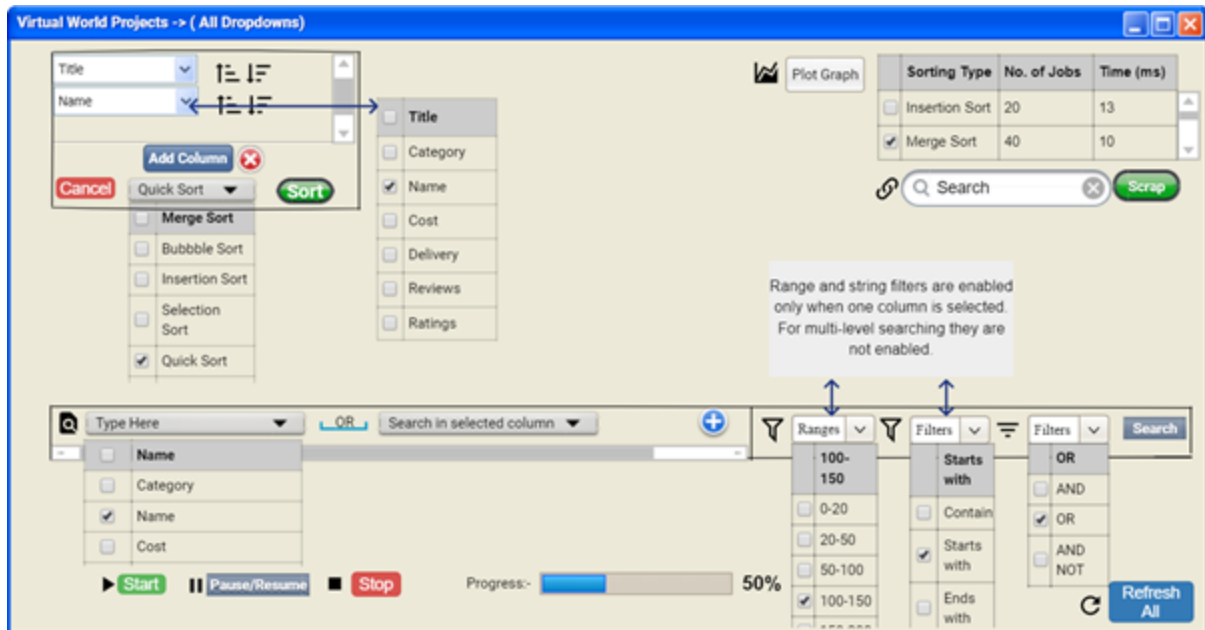 Virtual World Projects -> ( All Dropdowns)
Title
Name
Add Column
Cancel
Quick Sort
Sort
Merge Sort
Bubbble Sort
Insertion Sort
Selection
Sort
Quick Sort
Title
Category
Name
Cost
Delivery
Reviews
Ratings
Plot Graph
Sorting Type No. of Jobs Time (ms)
Insertion Sort 20 13
Merge Sort 40 10
Search
Scrap
Range and string filters are enabled
only when one column is selected.
For multi-level searching they are
not enabled.
Type Here
OR
Search in selected column
Ranges
Filters
Filters
Search
Name
Category
Name
Cost
100-
150
0-20
20-50
50-100
100-150
Starts
with
Contain
Starts
with
Ends
with
OR
AND
OR
AND
NOT
Start
Pause/Resume
Stop
Progress:-
50%
Refresh
All